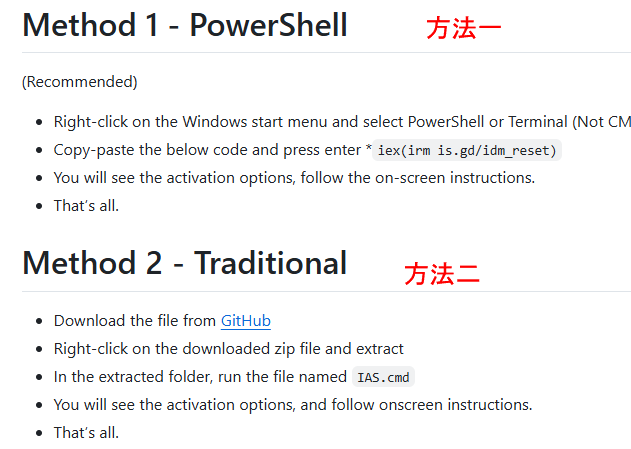 Method 1 - PowerShell 方法一
(Recommended)
• Right-click on the Windows start menu and select PowerShell or Terminal (Not CM
• Copy-paste the below code and press enter *iex(irm is.gd/idm_reset)
• You will see the activation options, follow the on-screen instructions.
• That's all.
Method 2 - Traditional 方法二
• Download the file from GitHub
• Right-click on the downloaded zip file and extract
• In the extracted folder, run the file named IAS.cmd
• You will see the activation options, and follow onscreen instructions.
• That's all.